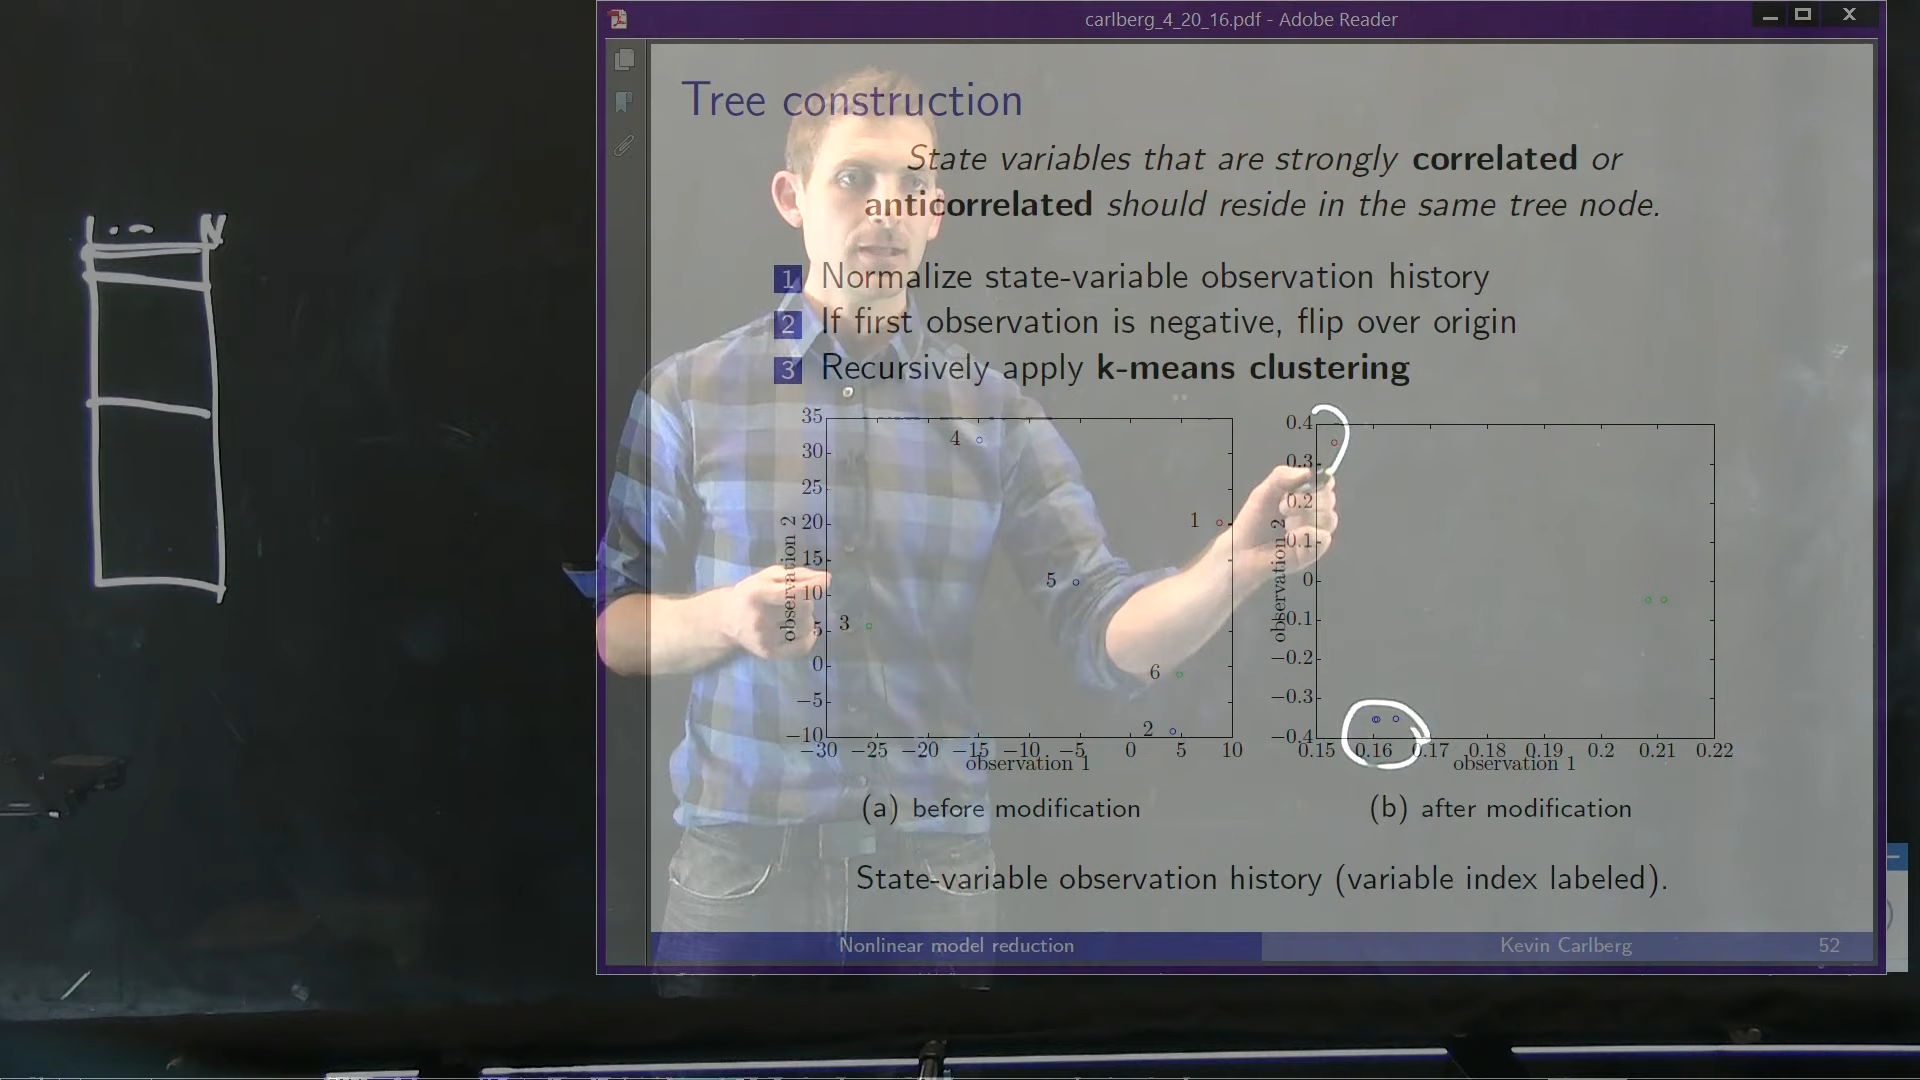 carlberg_4_20_16.pdf - Adobe Reader
X
Tree construction
State variables that are strongly correlated or
anticorrelated should reside in the same tree node.
1 Normalize state-variable observation history
2 If first observation is negative, flip over origin
3 Recursively apply k-means clustering
N
35
30
25
20
15
10
5
0
−5
−10
observation 2
4
1
5
3
6
2
−30 −25 −20 −15 −10 −5 0 5 10
observation 1
0.4
0.3
0.2
0.1
0
−0.1
−0.2
−0.3
−0.4
observation 2
0.15 0.16 0.17 0.18 0.19 0.2 0.21 0.22
observation 1
(a) before modification
(b) after modification
State-variable observation history (variable index labeled).
Nonlinear model reduction Kevin Carlberg 52